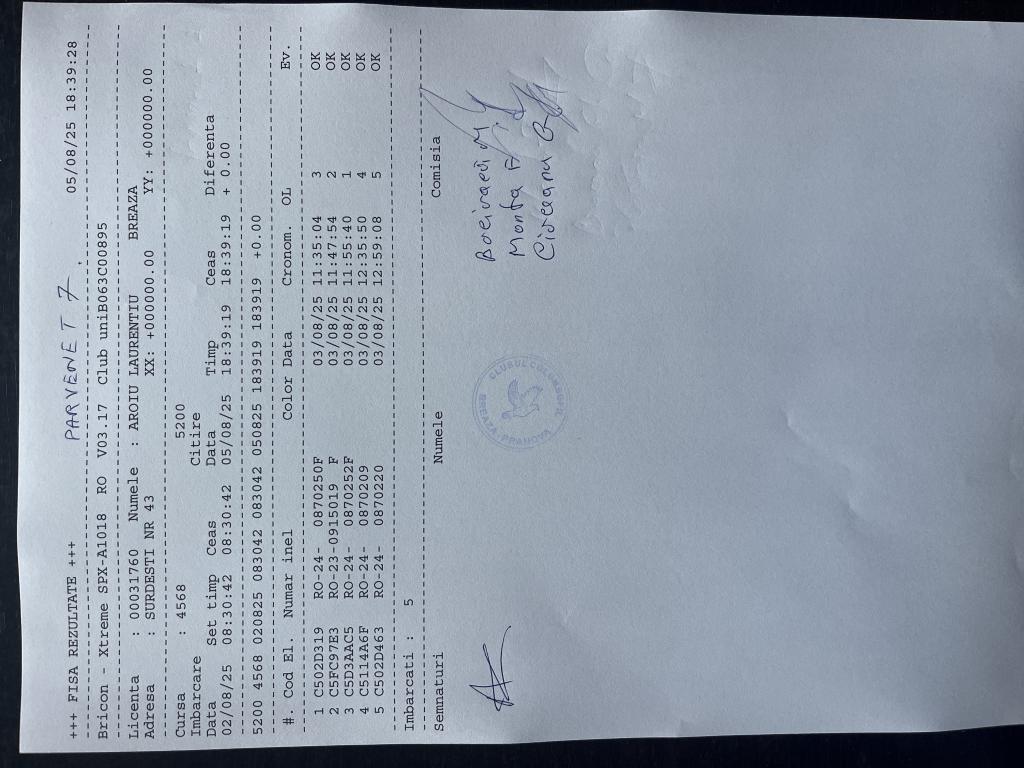 +++ FISA REZULTATE +++ PARVENET 7 05/08/25 18:39:28
Bricon - Xtreme SPX-A1018 RO V03.17 Club uniB063C00895
Licenta : 00031760 Numele : AROIU LAURENTIU BREAZA
Adresa : SURDESTI NR 43 XX: +000000.00 YY: +000000.00
Cursa : 4568 5200
Imbarcare Citire
Data Set timp Ceas Data Timp Ceas Diferenta
02/08/25 08:30:42 08:30:42 05/08/25 18:39:19 18:39:19 + 0.00
5200 4568 020825 083042 083042 050825 183919 183919 +0.00
#. Cod El. Numar inel Color Data Cronom. OL Ev.
1 C502D319 RO-24- 0870250F 03/08/25 11:35:04 3 OK
2 C5FC97E3 RO-23-0915019 F 03/08/25 11:47:54 2 OK
3 C5D3AAC5 RO-24- 0870252F 03/08/25 11:55:40 1 OK
4 C5114A6F RO-24- 0870209 03/08/25 12:35:50 4 OK
5 C502D463 RO-24- 0870220 03/08/25 12:59:08 5 OK
Imbarcati : 5
Semnaturi Numele Comisia
CLUBUL COLUMBOFIL
BREAZA-PRAHOVA